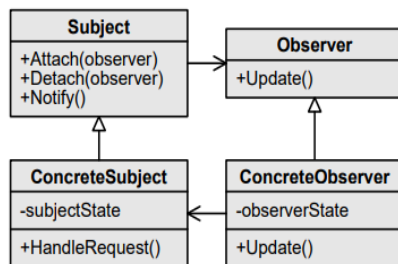 Subject
+Attach(observer)
+Detach(observer)
+Notify()
Observer
+Update()
ConcreteSubject
-subjectState
+HandleRequest()
ConcreteObserver
-observerState
+Update()